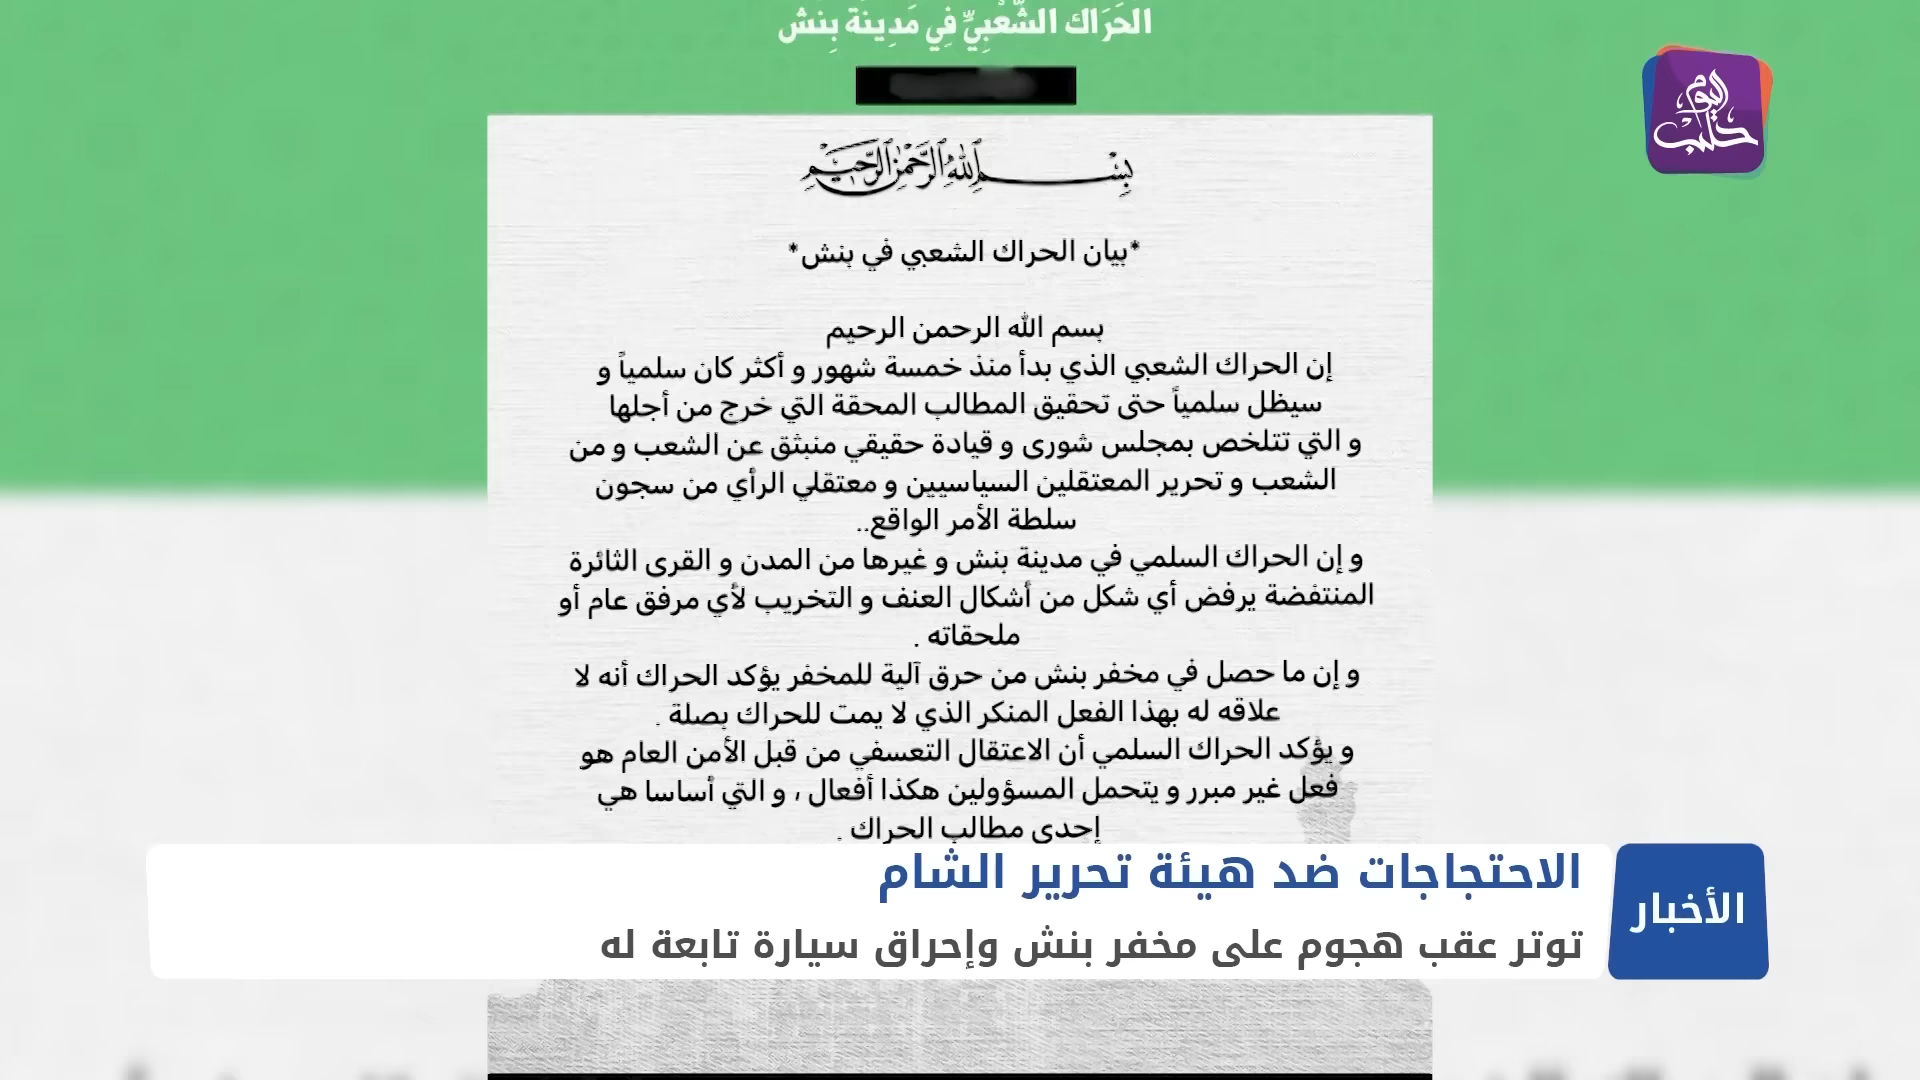 الحَرَاك الشَّعْبِيِّ فِي مَدِينَة بِنِّش
حلب اليوم
بِسْمِ اللهِ الرَّحْمٰنِ الرَّحِيمِ
*بيان الحراك الشعبي في بنش*
بسم الله الرحمن الرحيم
إن الحراك الشعبي الذي بدأ منذ خمسة شهور و أكثر كان سلمياً و
سيظل سلمياً حتى تحقيق المطالب المحقة التي خرج من أجلها
و التي تتلخص بمجلس شورى و قيادة حقيقي منبثق عن الشعب و من
الشعب و تحرير المعتقلين السياسيين و معتقلي الرأي من سجون
سلطة الأمر الواقع..
و إن الحراك السلمي في مدينة بنش و غيرها من المدن و القرى الثائرة
المنتفضة يرفض أي شكل من أشكال العنف و التخريب لأي مرفق عام أو
ملحقاته .
و إن ما حصل في مخفر بنش من حرق آلية للمخفر يؤكد الحراك أنه لا
علاقه له بهذا الفعل المنكر الذي لا يمت للحراك بصلة .
و يؤكد الحراك السلمي أن الاعتقال التعسفي من قبل الأمن العام هو
فعل غير مبرر و يتحمل المسؤولين هكذا أفعال ، و التي أساسا هي
إحدى مطالب الحراك .
الأخبار
الاحتجاجات ضد هيئة تحرير الشام
توتر عقب هجوم على مخفر بنش وإحراق سيارة تابعة له